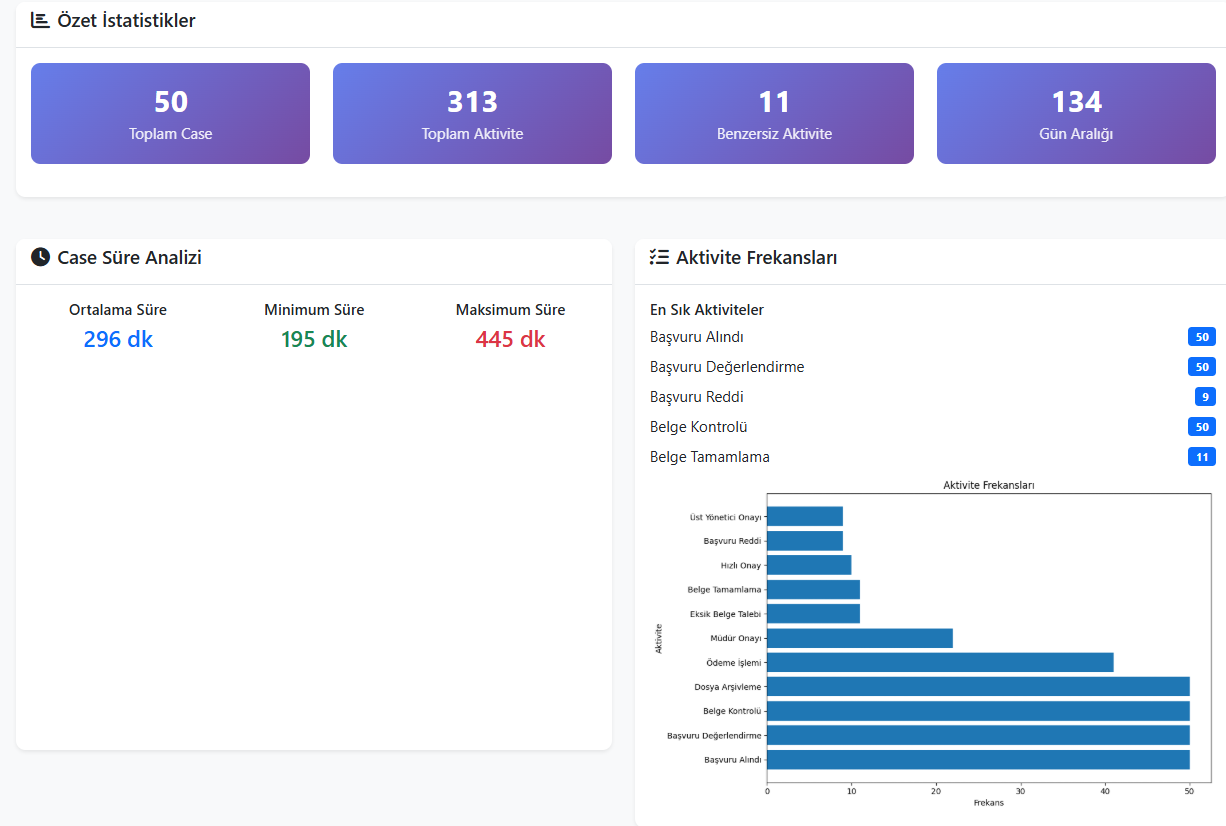 Özet İstatistikler
50
Toplam Case
313
Toplam Aktivite
11
Benzersiz Aktivite
134
Gün Aralığı
Case Süre Analizi
Ortalama Süre
296 dk
Minimum Süre
195 dk
Maksimum Süre
445 dk
Aktivite Frekansları
En Sık Aktiviteler
Başvuru Alındı 50
Başvuru Değerlendirme 50
Başvuru Reddi 9
Belge Kontrolü 50
Belge Tamamlama 11
Aktivite Frekansları
Aktivite
Üst Yönetici Onayı
Başvuru Reddi
Hızlı Onay
Belge Tamamlama
Eksik Belge Talebi
Müdür Onayı
Ödeme İşlemi
Dosya Arşivleme
Belge Kontrolü
Başvuru Değerlendirme
Başvuru Alındı
0 10 20 30 40 50
Frekans